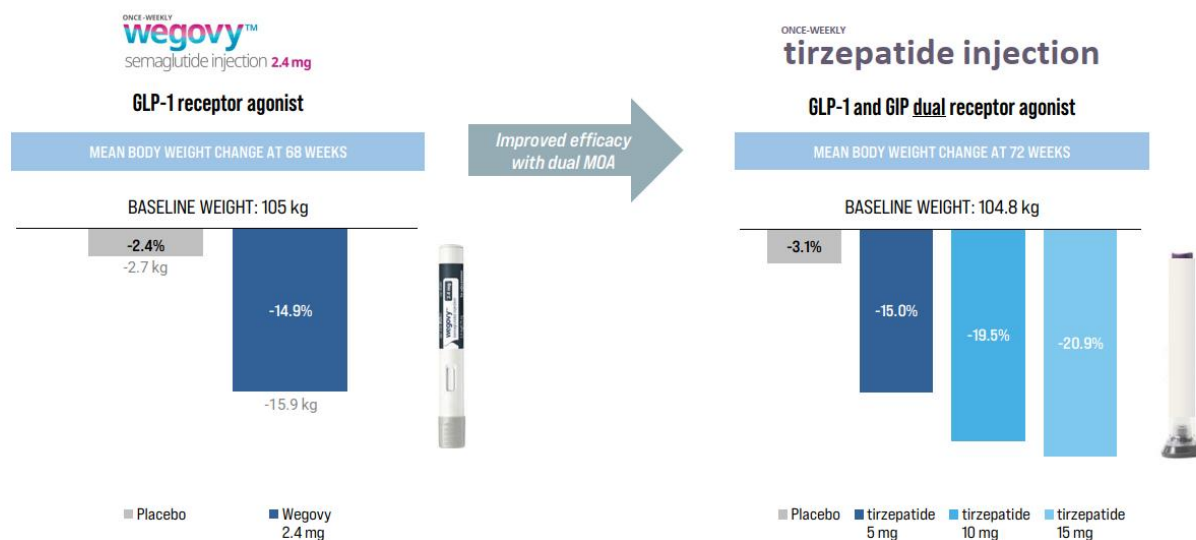 ONCE-WEEKLY
wegovy™
semaglutide injection 2.4 mg
GLP-1 receptor agonist
MEAN BODY WEIGHT CHANGE AT 68 WEEKS
BASELINE WEIGHT: 105 kg
-2.4%
-2.7 kg
-14.9%
-15.9 kg
wegovy
Placebo
Wegovy
2.4 mg
Improved efficacy
with dual MOA
ONCE-WEEKLY
tirzepatide injection
GLP-1 and GIP dual receptor agonist
MEAN BODY WEIGHT CHANGE AT 72 WEEKS
BASELINE WEIGHT: 104.8 kg
-3.1%
-15.0%
-19.5%
-20.9%
Placebo
tirzepatide
5 mg
tirzepatide
10 mg
tirzepatide
15 mg